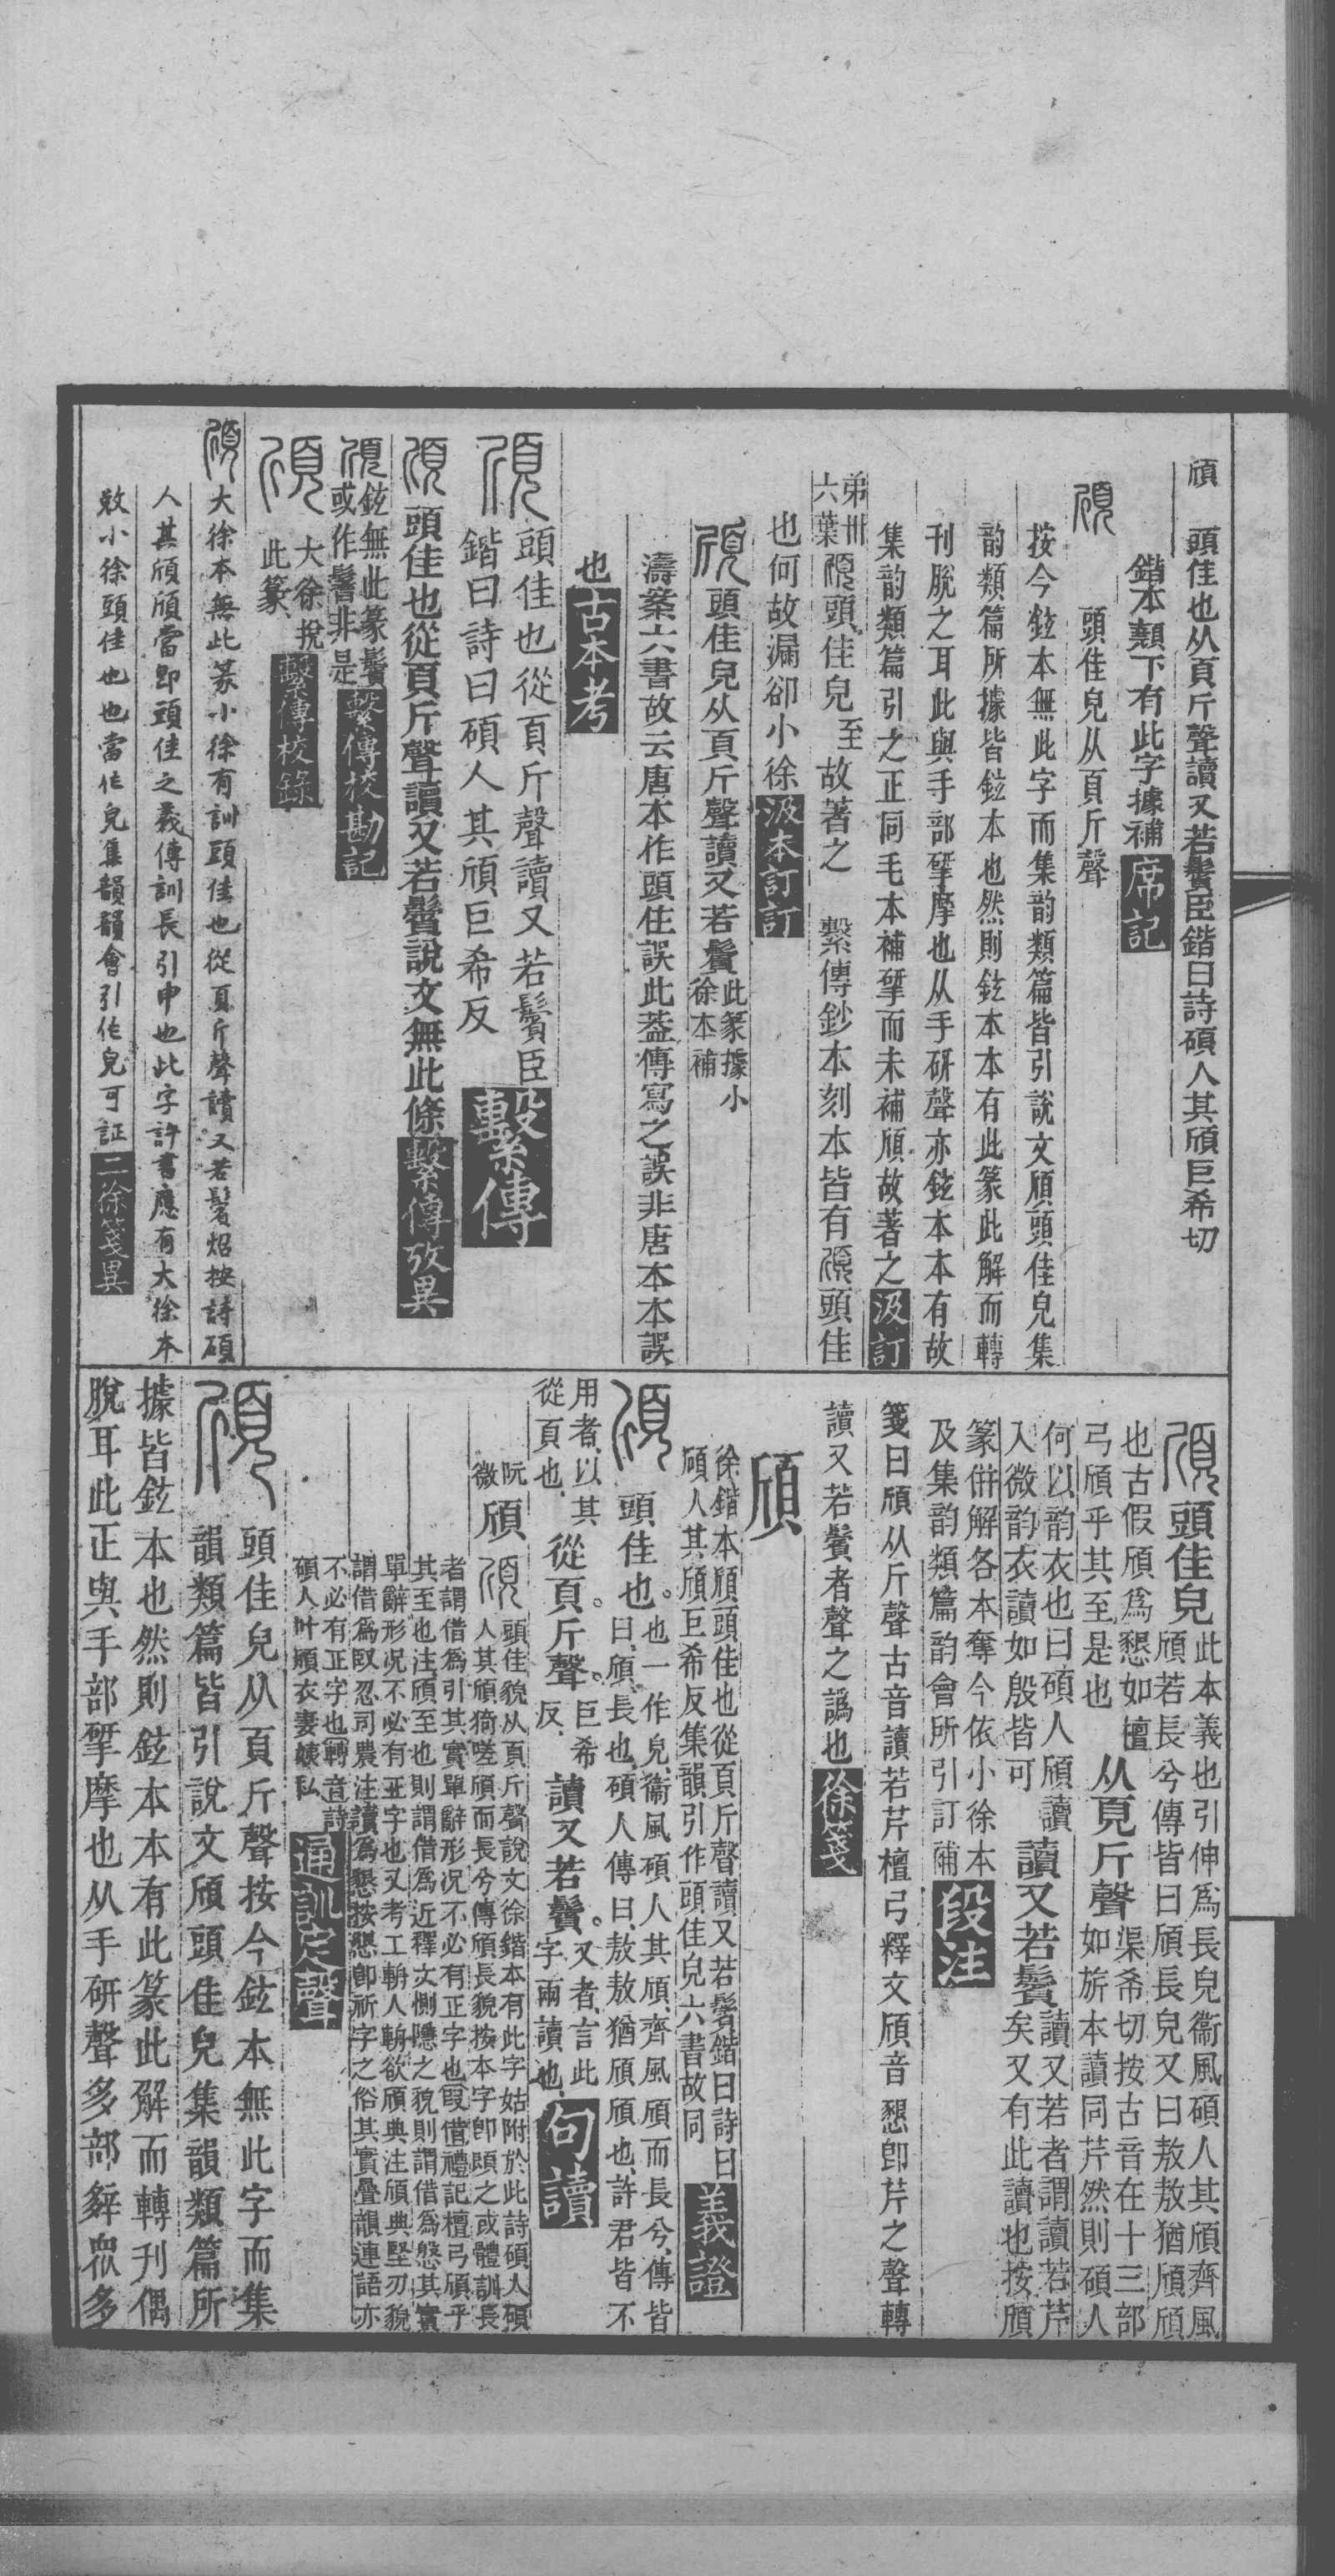 頎　頭佳也从頁斤聲讀又若鬢臣鍇曰詩碩人其頎巨希切
鍇本䫜下有此字據補 席記
頎　頭佳皃从頁斤聲
按今鉉本無此字而集韵類篇皆引說文頎頭佳皃集
韵類篇所據皆鉉本也然則鉉本本有此篆此解而轉
刊脫之耳此與手部掔摩也从手研聲亦鉉本本有故
集韵類篇引之正同毛本補掔而未補頎故著之 汲訂
弟卅
六葉
頎頭佳皃至故著之　繫傳鈔本刻本皆有頎頭佳
也何故漏卻小徐 汲本訂訂
頎頭佳皃从頁斤聲讀又若鬢
此篆據小
徐本補
濤案六書故云唐本作頭住誤此葢傳寫之誤非唐本本誤
也 古本考
頎頭佳也從頁斤聲讀又若鬢臣
鍇曰詩曰碩人其頎巨希反 繫傳
頎頭佳也從頁斤聲讀又若鬢說文無此條 繫傳攷異
頎
鉉無此篆鬢
或作鬐非是
繫傳校勘記
頎
大徐挩
此篆
繫傳校錄
頎大徐本無此篆小徐有訓頭佳也從頁斤聲讀又若鬢炤按詩碩
人其頎頎當即頭佳之義傳訓長引申也此字許書應有大徐本
敚小徐頭佳也也當作皃集韻韻會引作皃可証 二徐箋異
頎頭佳皃
此本義也引伸爲長皃衞風碩人其頎齊風
頎若長兮傳皆曰頎長皃又曰敖敖猶頎頎
也古假頎爲懇如檀
弓頎乎其至是也
从頁斤聲
渠希切按古音在十三部
如旂本讀同芹然則碩人
何以韵衣也曰碩人頎讀
入微韵衣讀如殷皆可
讀又若鬢
讀又若者謂讀若芹
矣又有此讀也按頎
篆倂解各本奪今依小徐本
及集韵類篇韵會所引訂補
段注
箋曰頎从斤聲古音讀若芹檀弓釋文頎音懇卽芹之聲轉
讀又若鬢者聲之譌也 徐箋
頎
徐鍇本頎頭佳也從頁斤聲讀又若鬢鍇曰詩曰
碩人其頎巨希反集韻引作頭佳皃六書故同
義證
頎頭佳也。
也一作皃衞風碩人其頎齊風頎而長兮傳皆
曰頎長也碩人傳曰敖敖猶頎頎也許君皆不
用者以其
從頁也
從頁斤聲。
巨希
反
讀又若鬢。
又者言此
字兩讀也
句讀
阮
微
頎
頎
頭佳貌从頁斤聲說文徐鍇本有此字姑附於此詩碩人碩
人其頎猗嗟頎而長兮傳頎長貌按本字卽䫜之或體訓長
者謂借爲引其實單辭形况不必有正字也叚借禮記檀弓頎乎
其至也注頎至也則謂借爲近釋文惻隱之貌則謂借爲慇其實
單辭形况不必有正字也又考工輈人輈欲頎典注頎典堅刃貌
謂借爲䀕忍司農注讀爲懇按懇卽䪿字之俗其實疊韻連語亦
不必有正字也轉音詩
碩人叶頎衣妻姨私
通訓定聲
頎頭佳皃从頁斤聲按今鉉本無此字而集
韻類篇皆引說文頎頭佳皃集韻類篇所
據皆鉉本也然則鉉本本有此篆此解而轉刊偶
脫耳此正與手部掔摩也从手研聲多部㚌衆多